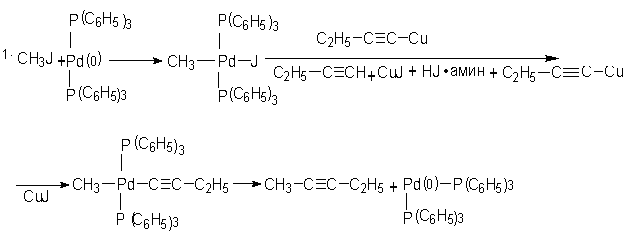 P(C6H5)3 P(C6H5)3
C2H5-C≡C-Cu
1. CH3J + Pd(0) → CH3-Pd-J
C2H5-C≡CH + CuJ + HJ•амин + C2H5-C≡C-Cu
P(C6H5)3 P(C6H5)3
P(C6H5)3
CuJ → CH3-Pd-C≡C-C2H5 → CH3-C≡C-C2H5 + Pd(0)-P(C6H5)3
P(C6H5)3 P(C6H5)3